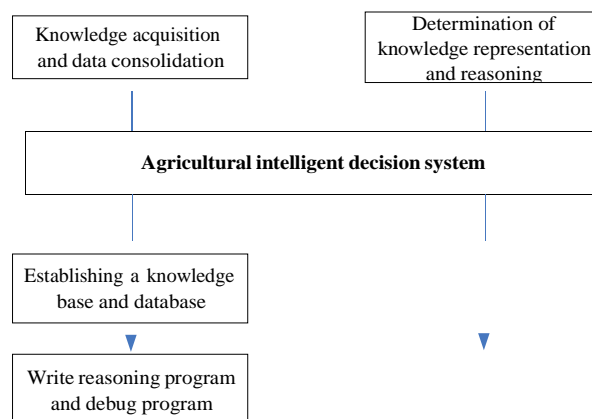 Knowledge acquisition
and data consolidation
Determination of
knowledge representation
and reasoning
Agricultural intelligent decision system
Establishing a knowledge
base and database
Write reasoning program
and debug program